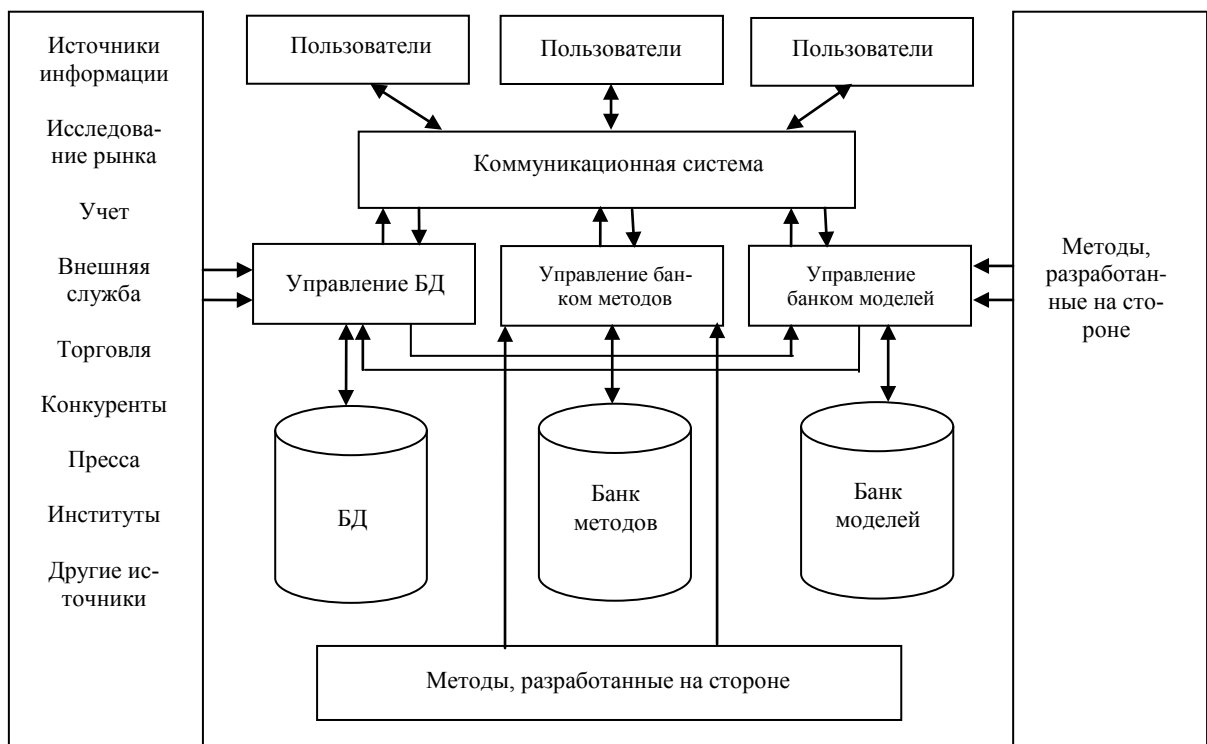 Источники
информации
Исследова-
ние рынка
Учет
Внешняя
служба
Торговля
Конкуренты
Пресса
Институты
Другие ис-
точники
Пользователи
Пользователи
Пользователи
Коммуникационная система
Управление БД
Управление бан-
ком методов
Управление
банком моделей
БД
Банк
методов
Банк
моделей
Методы, разработанные на стороне
Методы,
разработан-
ные на сто-
роне